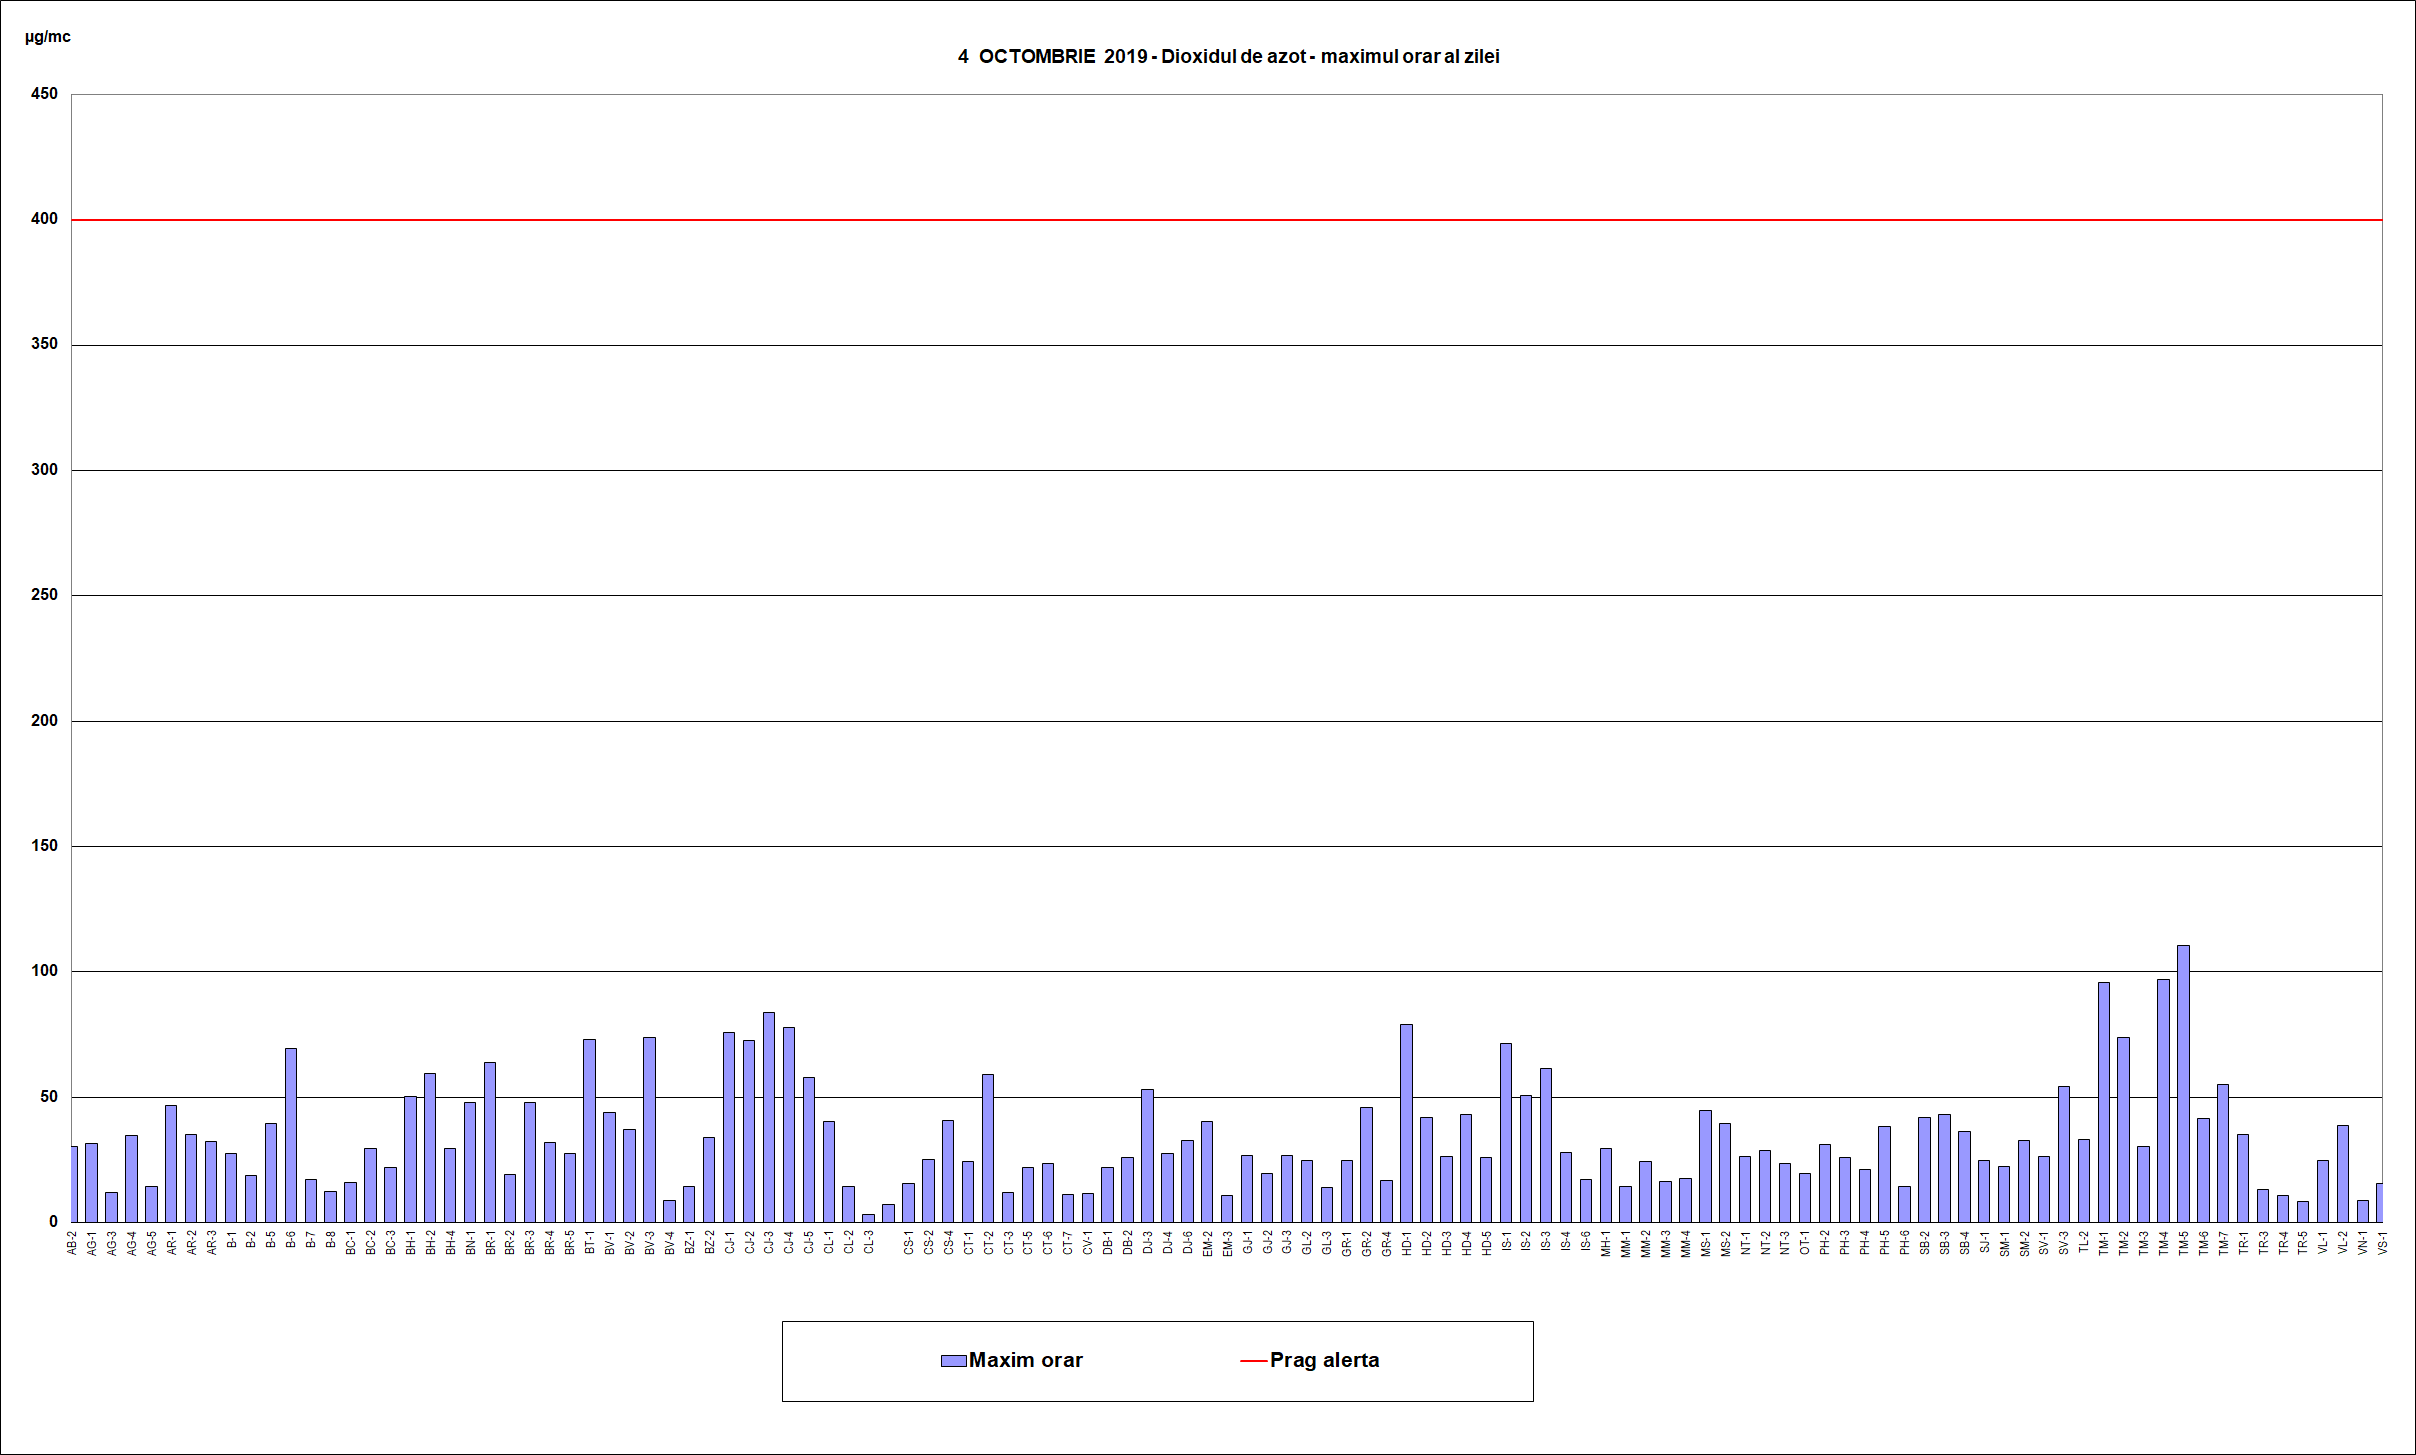 µg/mc
4 OCTOMBRIE 2019 - Dioxidul de azot - maximul orar al zilei
450
400
350
300
250
200
150
100
50
0
AB-2 AG-1 AG-3 AG-4 AG-5 AR-1 AR-2 AR-3 B-1 B-2 B-5 B-6 B-7 B-8 BC-1 BC-2 BC-3 BH-1 BH-2 BH-4 BN-1 BR-1 BR-2 BR-3 BR-4 BR-5 BT-1 BV-1 BV-2 BV-3 BV-4 BZ-1 BZ-2 CJ-1 CJ-2 CJ-3 CJ-4 CJ-5 CL-1 CL-2 CL-3 CS-1 CS-2 CS-4 CT-1 CT-2 CT-3 CT-5 CT-6 CT-7 CV-1 DB-1 DB-2 DJ-3 DJ-4 DJ-6 EM-2 EM-3 GJ-1 GJ-2 GJ-3 GL-2 GL-3 GR-1 GR-2 GR-4 HD-1 HD-2 HD-3 HD-4 HD-5 IS-1 IS-2 IS-3 IS-4 IS-6 MH-1 MM-1 MM-2 MM-3 MM-4 MS-1 MS-2 NT-1 NT-2 NT-3 OT-1 PH-2 PH-3 PH-4 PH-5 PH-6 SB-2 SB-3 SB-4 SJ-1 SM-1 SM-2 SV-1 SV-3 TL-2 TM-1 TM-2 TM-3 TM-4 TM-5 TM-6 TM-7 TR-1 TR-3 TR-4 TR-5 VL-1 VL-2 VN-1 VS-1
Maxim orar Prag alerta